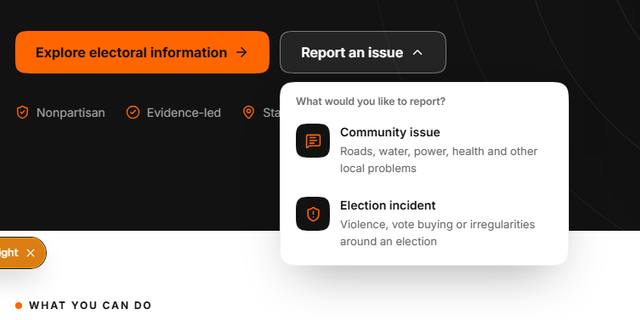 Explore electoral information
Report an issue
Nonpartisan
Evidence-led
What would you like to report?
Community issue
Roads, water, power, health and other
local problems
Election incident
Violence, vote buying or irregularities
around an election
WHAT YOU CAN DO